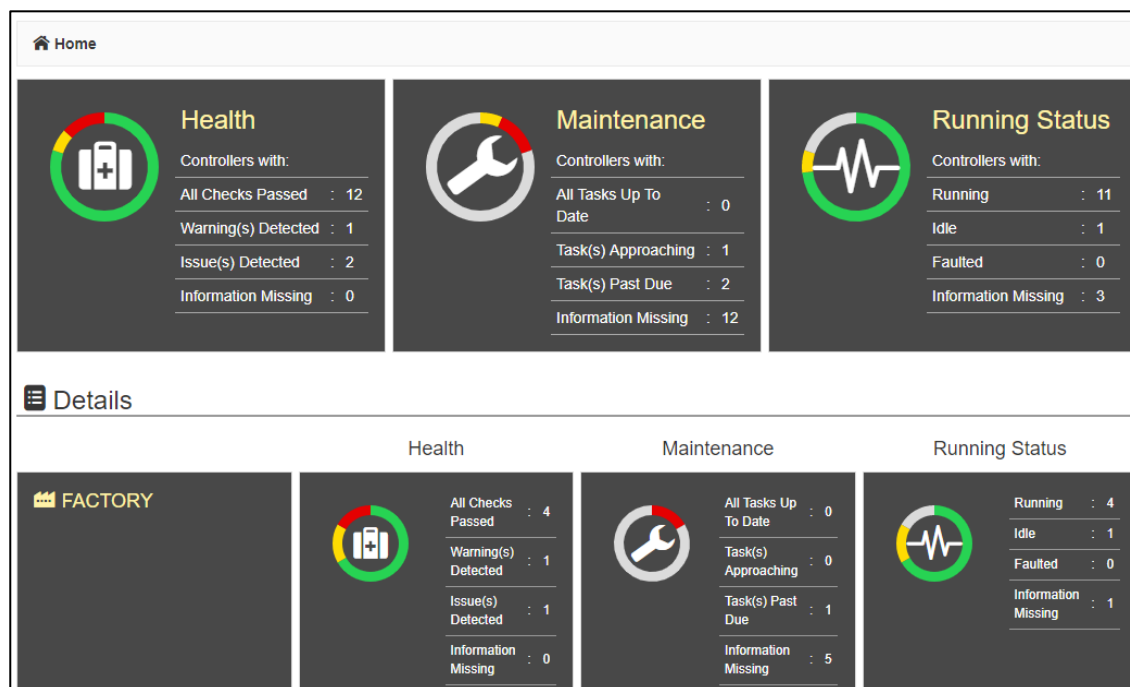 Home
Health
Controllers with:
All Checks Passed : 12
Warning(s) Detected : 1
Issue(s) Detected : 2
Information Missing : 0
Maintenance
Controllers with:
All Tasks Up To
Date : 0
Task(s) Approaching : 1
Task(s) Past Due : 2
Information Missing : 12
Running Status
Controllers with:
Running : 11
Idle : 1
Faulted : 0
Information Missing : 3
Details
Health
Maintenance
Running Status
FACTORY
All Checks
Passed : 4
Warning(s)
Detected : 1
Issue(s)
Detected : 1
Information
Missing : 0
All Tasks Up
To Date : 0
Task(s)
Approaching : 0
Task(s) Past
Due : 1
Information
Missing : 5
Running : 4
Idle : 1
Faulted : 0
Information
Missing : 1